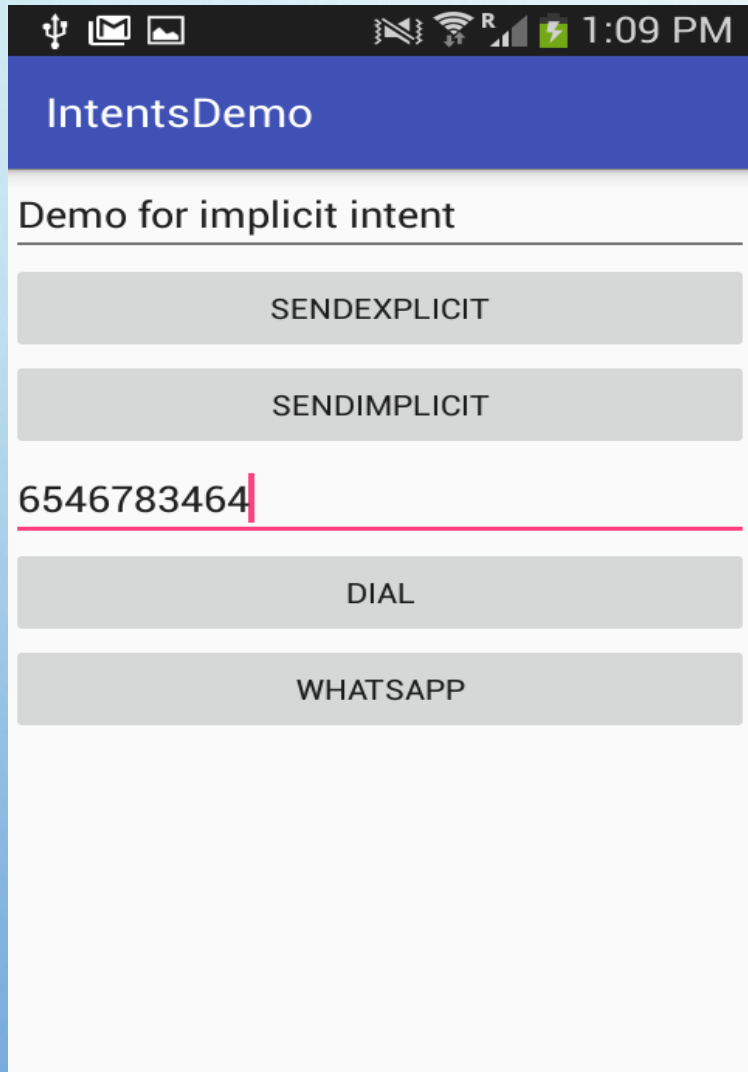 R 1:09 PM
IntentsDemo
Demo for implicit intent
SENDEXPLICIT
SENDIMPLICIT
6546783464
DIAL
WHATSAPP